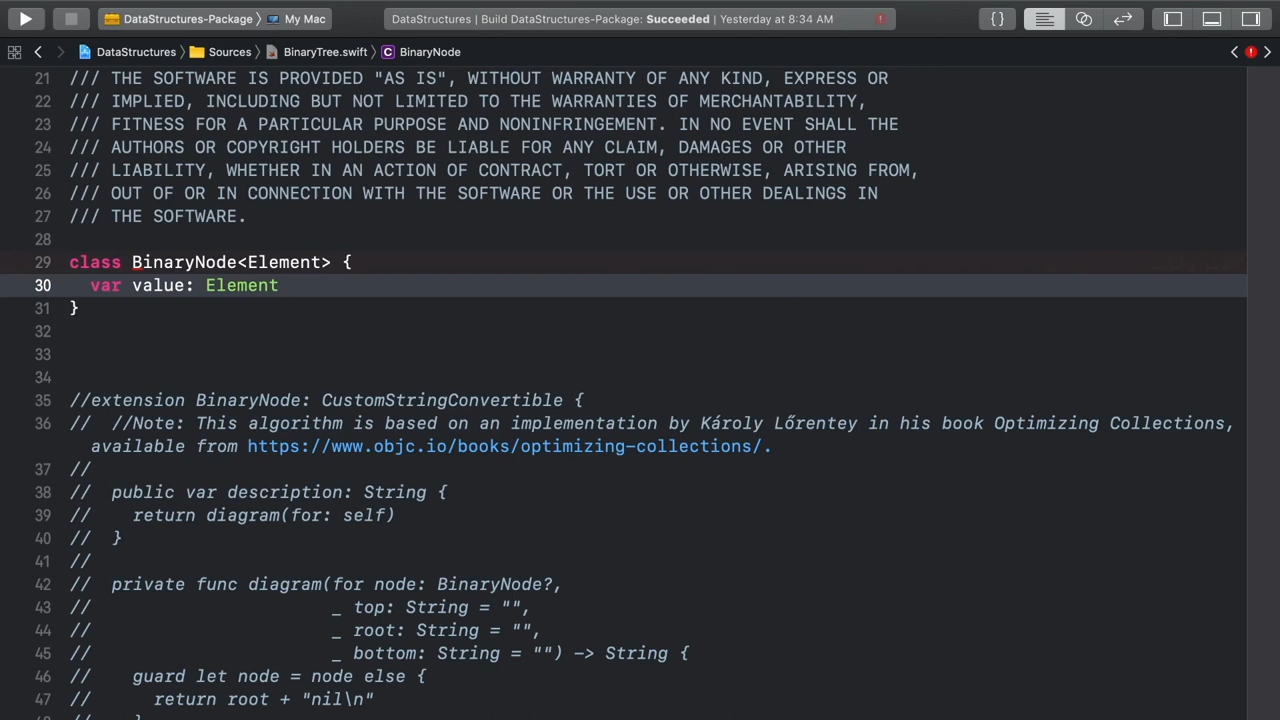 DataStructures-Package › My Mac
DataStructures | Build DataStructures-Package: Succeeded | Yesterday at 8:34 AM
{}
DataStructures › Sources › BinaryTree.swift › C BinaryNode
21 /// THE SOFTWARE IS PROVIDED "AS IS", WITHOUT WARRANTY OF ANY KIND, EXPRESS OR
22 /// IMPLIED, INCLUDING BUT NOT LIMITED TO THE WARRANTIES OF MERCHANTABILITY,
23 /// FITNESS FOR A PARTICULAR PURPOSE AND NONINFRINGEMENT. IN NO EVENT SHALL THE
24 /// AUTHORS OR COPYRIGHT HOLDERS BE LIABLE FOR ANY CLAIM, DAMAGES OR OTHER
25 /// LIABILITY, WHETHER IN AN ACTION OF CONTRACT, TORT OR OTHERWISE, ARISING FROM,
26 /// OUT OF OR IN CONNECTION WITH THE SOFTWARE OR THE USE OR OTHER DEALINGS IN
27 /// THE SOFTWARE.
28
29 class BinaryNode<Element> {
30   var value: Element
31 }
32
33
34
35 //extension BinaryNode: CustomStringConvertible {
36 //  //Note: This algorithm is based on an implementation by Károly Lőrentey in his book Optimizing Collections,
available from https://www.objc.io/books/optimizing-collections/.
37 //
38 //  public var description: String {
39 //    return diagram(for: self)
40 //  }
41 //
42 //  private func diagram(for node: BinaryNode?,
43 //                       _ top: String = "",
44 //                       _ root: String = "",
45 //                       _ bottom: String = "") -> String {
46 //    guard let node = node else {
47 //      return root + "nil\n"
48 //    }